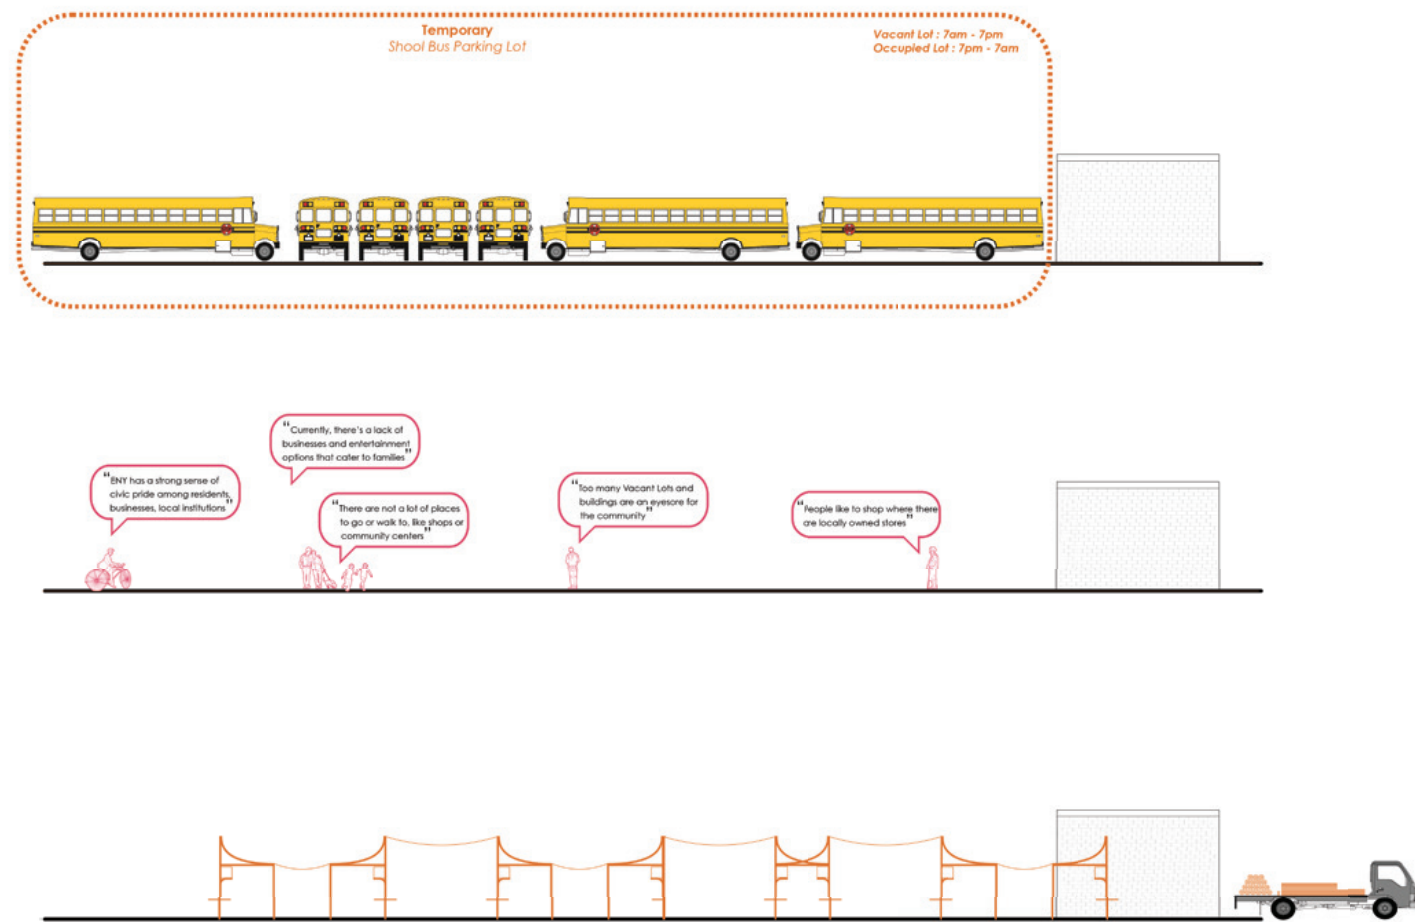 Temporary
Shool Bus Parking Lot
Vacant Lot : 7am - 7pm
Occupied Lot : 7pm - 7am
"Currently, there's a lack of
businesses and entertainment
options that cater to families"
"ENY has a strong sense of
civic pride among residents,
businesses, local institutions"
"There are not a lot of places
to go or walk to, like shops or
community centers"
"Too many Vacant Lots and
buildings are an eyesore for
the community"
"People like to shop where there
are locally owned stores"